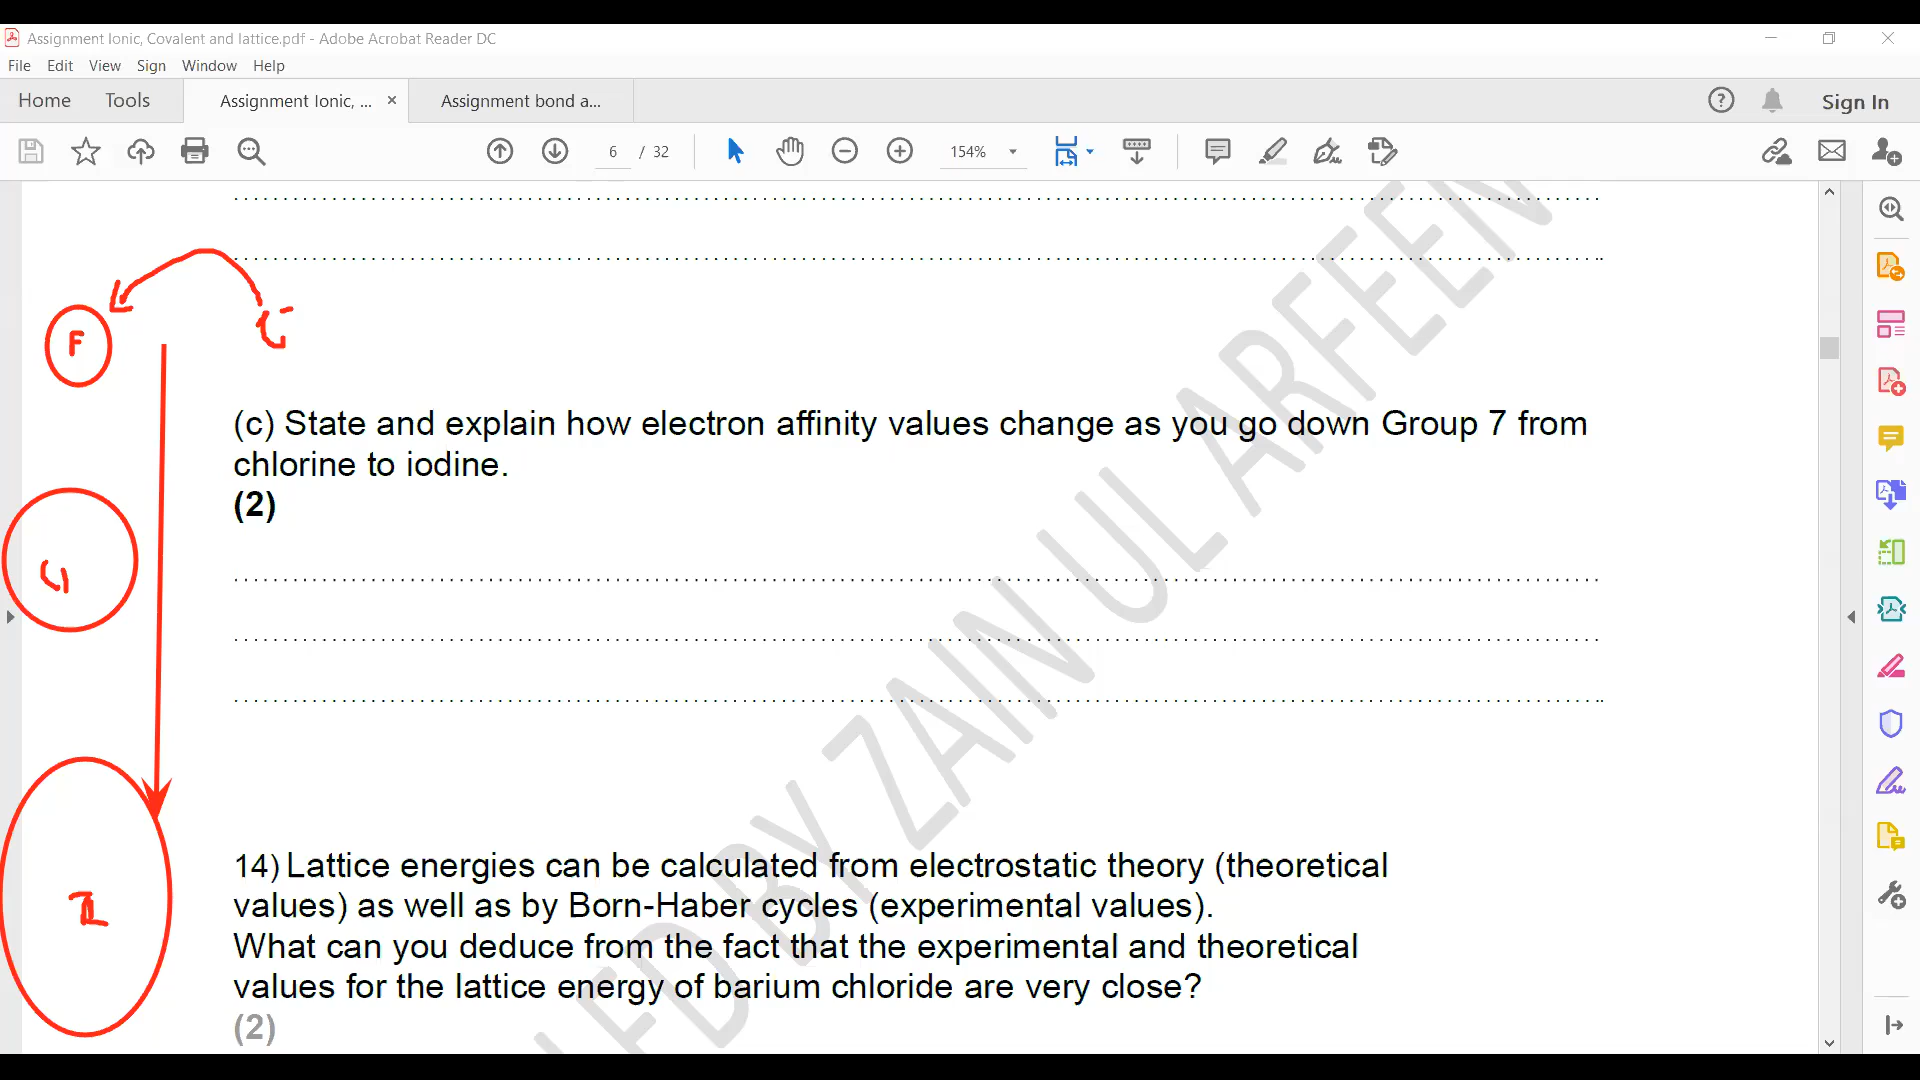 Assignment Ionic, Covalent and lattice.pdf - Adobe Acrobat Reader DC
File Edit View Sign Window Help
Home Tools Assignment Ionic, ... × Assignment bond a... Sign In
6 / 32 154%
F
(c) State and explain how electron affinity values change as you go down Group 7 from
chlorine to iodine.
(2)
Cl
I
14) Lattice energies can be calculated from electrostatic theory (theoretical
values) as well as by Born-Haber cycles (experimental values).
What can you deduce from the fact that the experimental and theoretical
values for the lattice energy of barium chloride are very close?
(2)
LED BY ZAIN UL ARFEEN